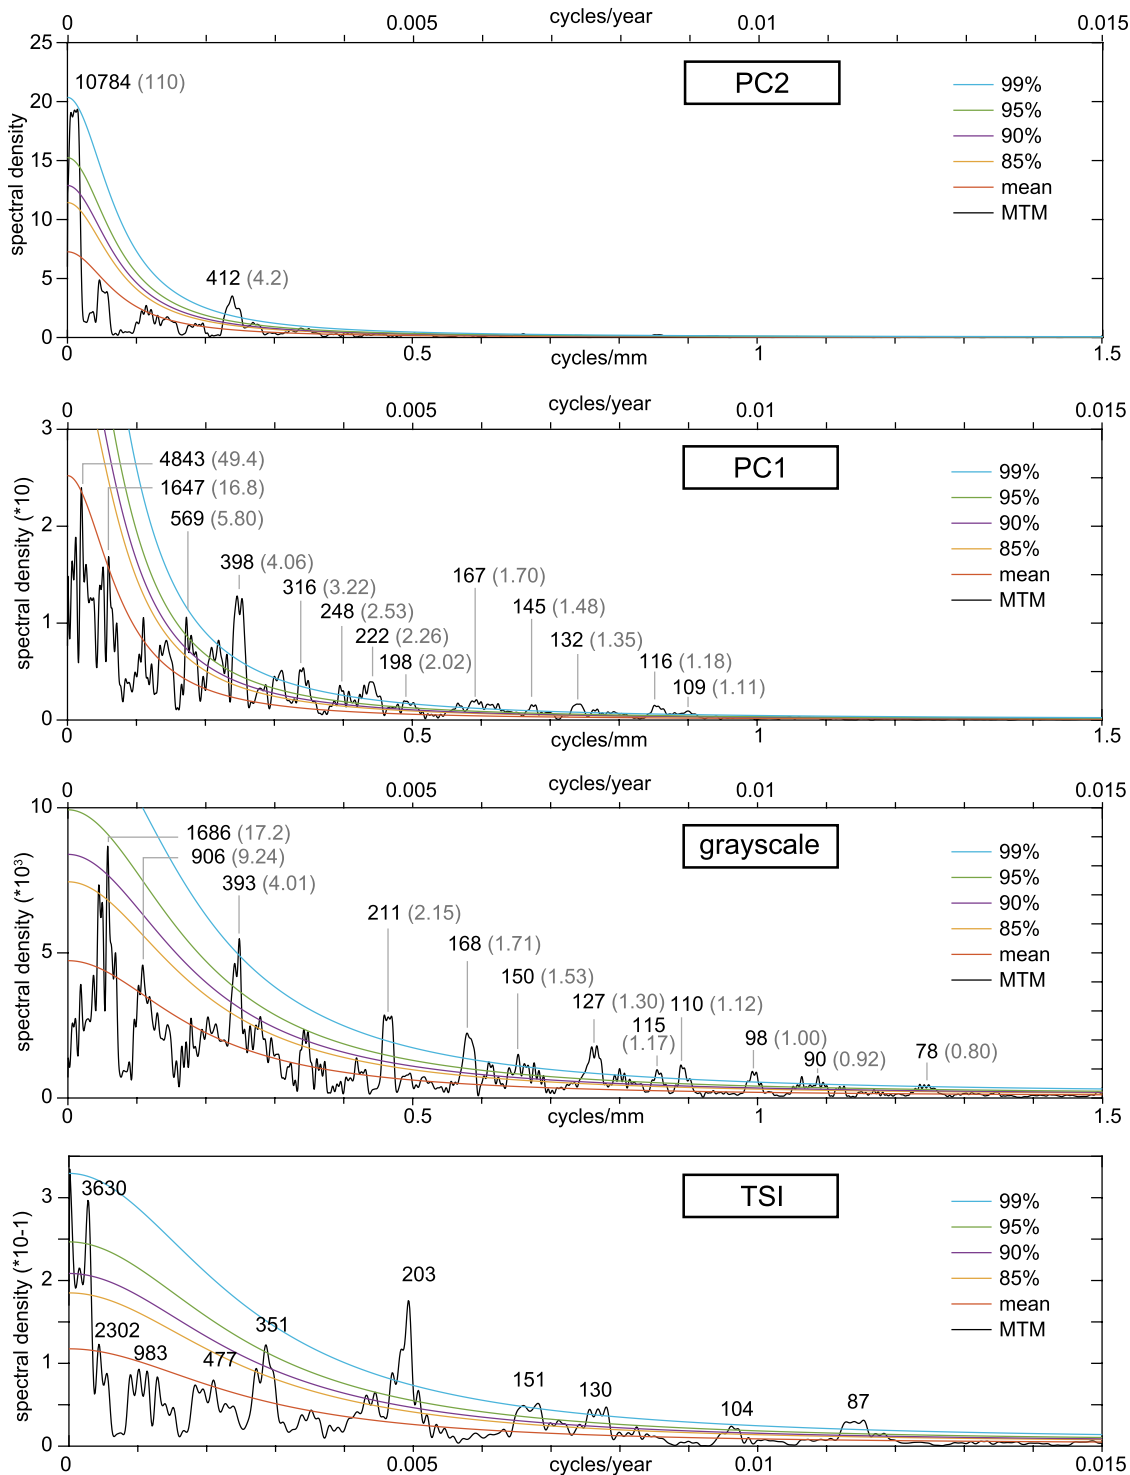 cycles/year
0 0.005 0.01 0.015
25
20
15
10
5
0
spectral density
10784 (110)
412 (4.2)
PC2
99%
95%
90%
85%
mean
MTM
0 0.5 1 1.5
cycles/mm
cycles/year
0 0.005 0.01 0.015
3
2
1
0
spectral density (*10)
4843 (49.4)
1647 (16.8)
569 (5.80)
398 (4.06)
316 (3.22)
248 (2.53)
222 (2.26)
198 (2.02)
167 (1.70)
145 (1.48)
132 (1.35)
116 (1.18)
109 (1.11)
PC1
99%
95%
90%
85%
mean
MTM
0 0.5 1 1.5
cycles/mm
cycles/year
0 0.005 0.01 0.015
10
5
0
spectral density (*10³)
1686 (17.2)
906 (9.24)
393 (4.01)
211 (2.15)
168 (1.71)
150 (1.53)
127 (1.30)
115
(1.17)
110 (1.12)
98 (1.00)
90 (0.92)
78 (0.80)
grayscale
99%
95%
90%
85%
mean
MTM
0 0.5 1 1.5
cycles/mm
3
2
1
0
spectral density (*10-1)
3630
2302
983
477
351
203
151
130
104
87
TSI
99%
95%
90%
85%
mean
MTM
0 0.005 0.01 0.015
cycles/year